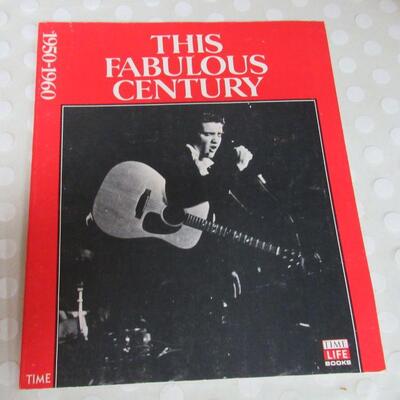 1950-1960
THIS
FABULOUS
CENTURY
TIME
LIFE
BOOKS
TIME